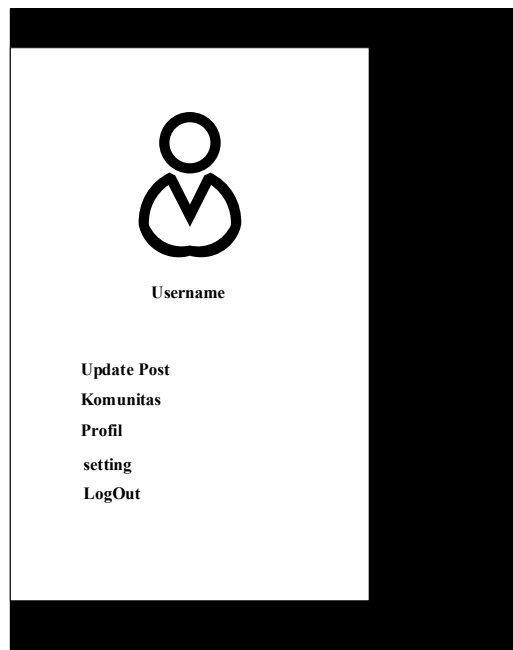 Username
Update Post
Komunitas
Profil
setting
LogOut